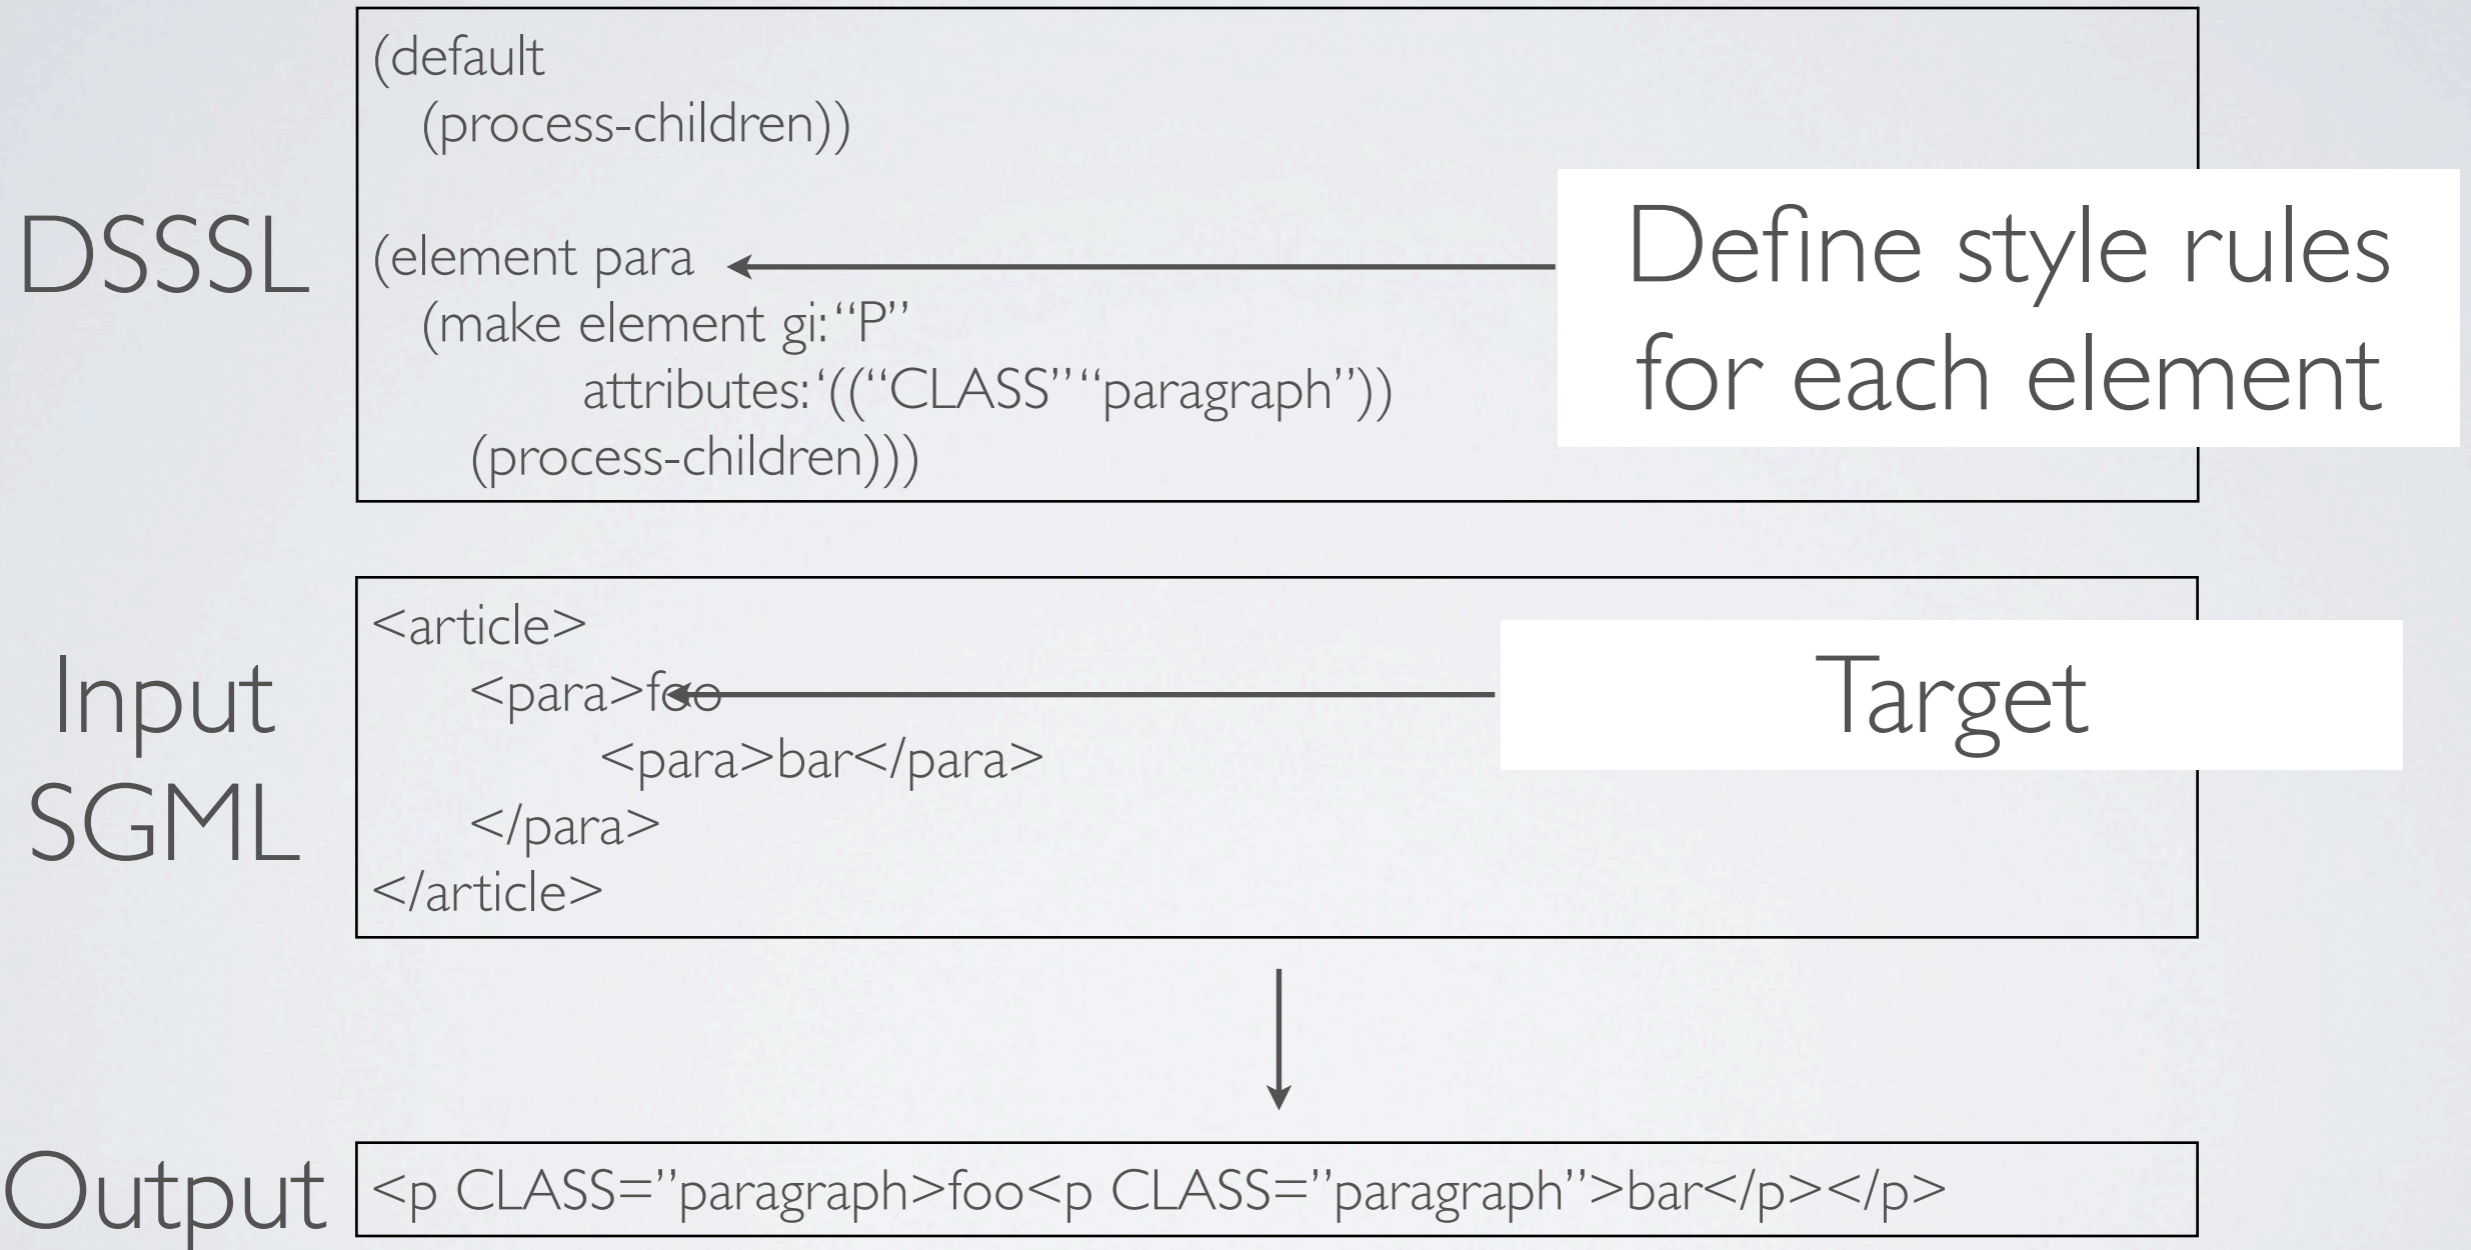 DSSSL
(default
(process-children))
(element para
(make element gi: “P”
attributes: ‘((“CLASS” “paragraph”))
(process-children)))
Define style rules
for each element
Input
SGML
<article>
<para>foo
<para>bar</para>
</para>
</article>
Target
Output
<p CLASS=”paragraph>foo<p CLASS=”paragraph”>bar</p></p>